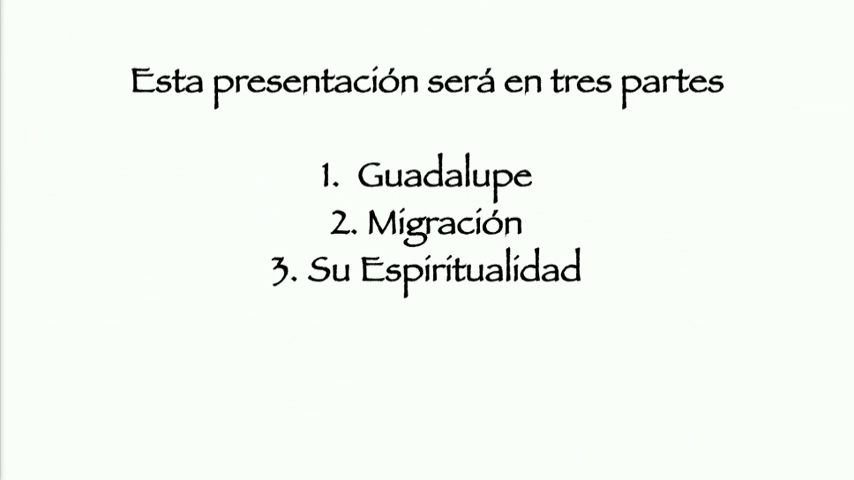 Esta presentación será en tres partes
1. Guadalupe
2. Migración
3. Su Espiritualidad